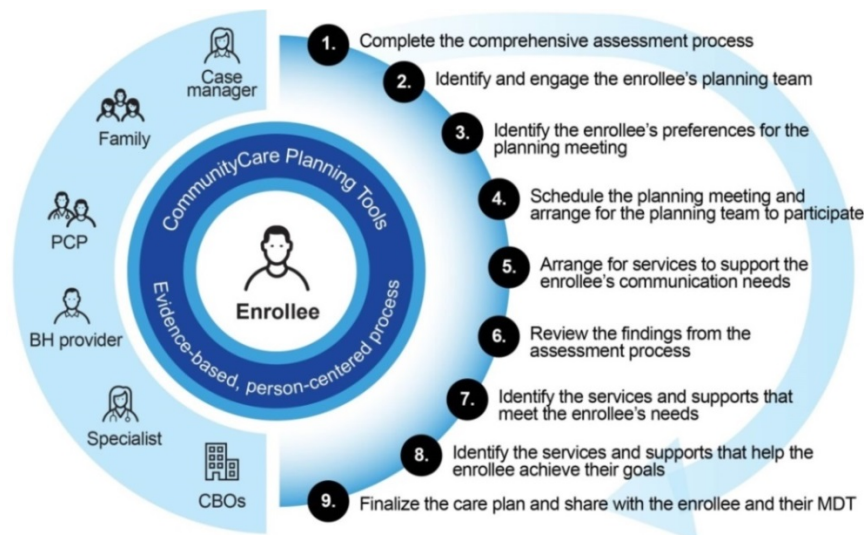 Case
manager
Family
PCP
BH provider
Specialist
CBOs
CommunityCare Planning Tools
Enrollee
Evidence-based, person-centered process
1. Complete the comprehensive assessment process
2. Identify and engage the enrollee's planning team
3. Identify the enrollee's preferences for the
planning meeting
4. Schedule the planning meeting and
arrange for the planning team to participate
5. Arrange for services to support the
enrollee's communication needs
6. Review the findings from the
assessment process
7. Identify the services and supports that
meet the enrollee's needs
8. Identify the services and supports that help the
enrollee achieve their goals
9. Finalize the care plan and share with the enrollee and their MDT